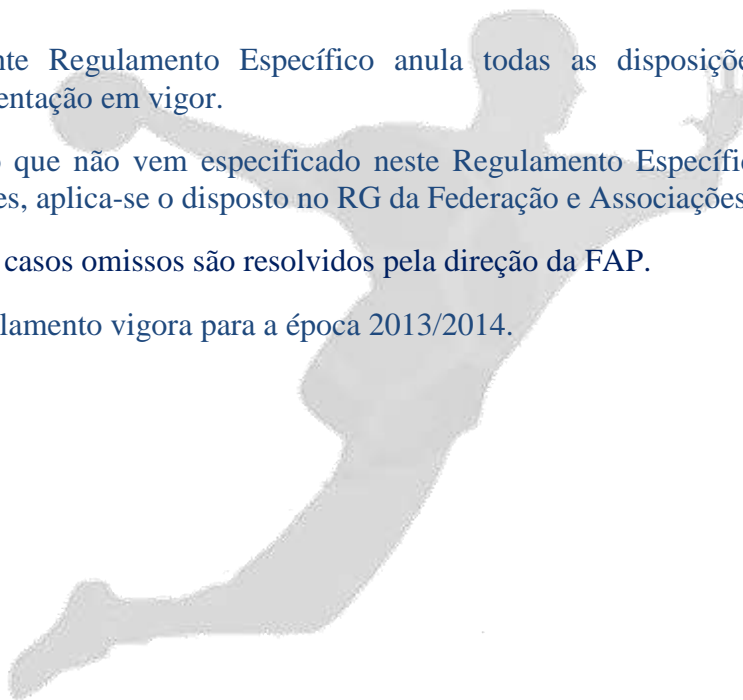 nte Regulamento Específico anula todas as disposiçõe
entação em vigor.
que não vem especificado neste Regulamento Específic
es, aplica-se o disposto no RG da Federação e Associações
casos omissos são resolvidos pela direção da FAP.
lamento vigora para a época 2013/2014.